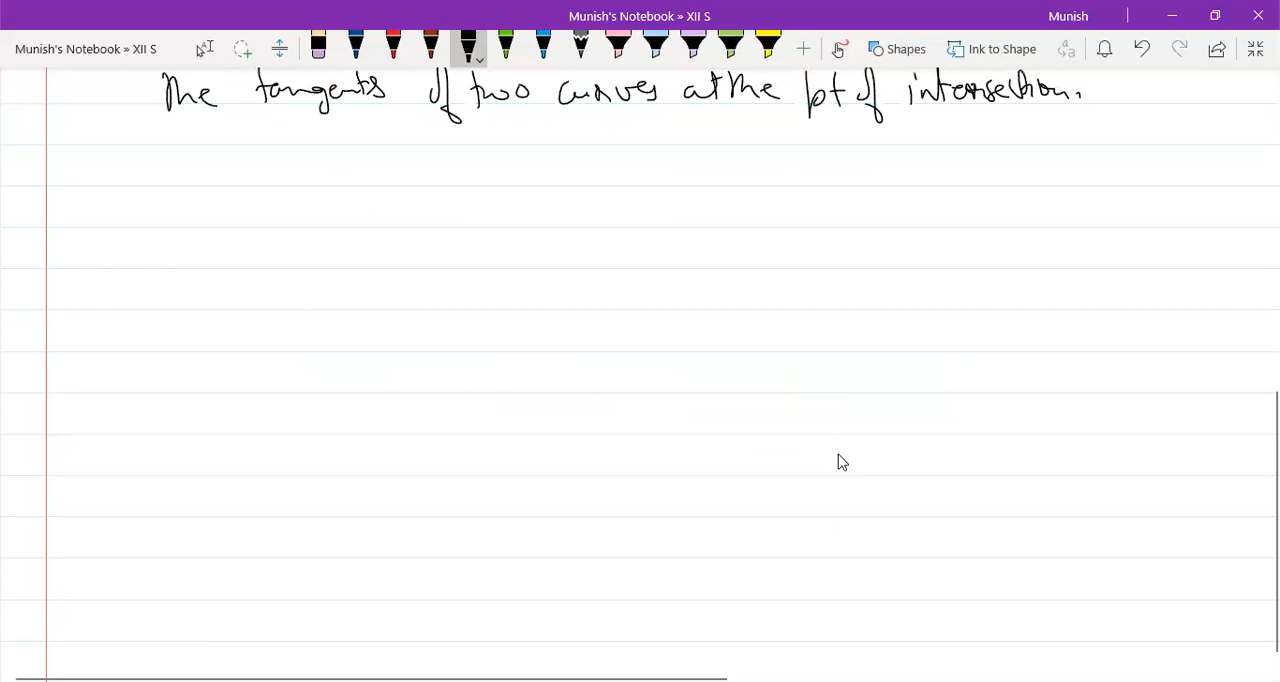 Munish's Notebook » XII S
Munish
Munish's Notebook » XII S
Shapes
Ink to Shape
The tangents of two curves at the pt of intersection.